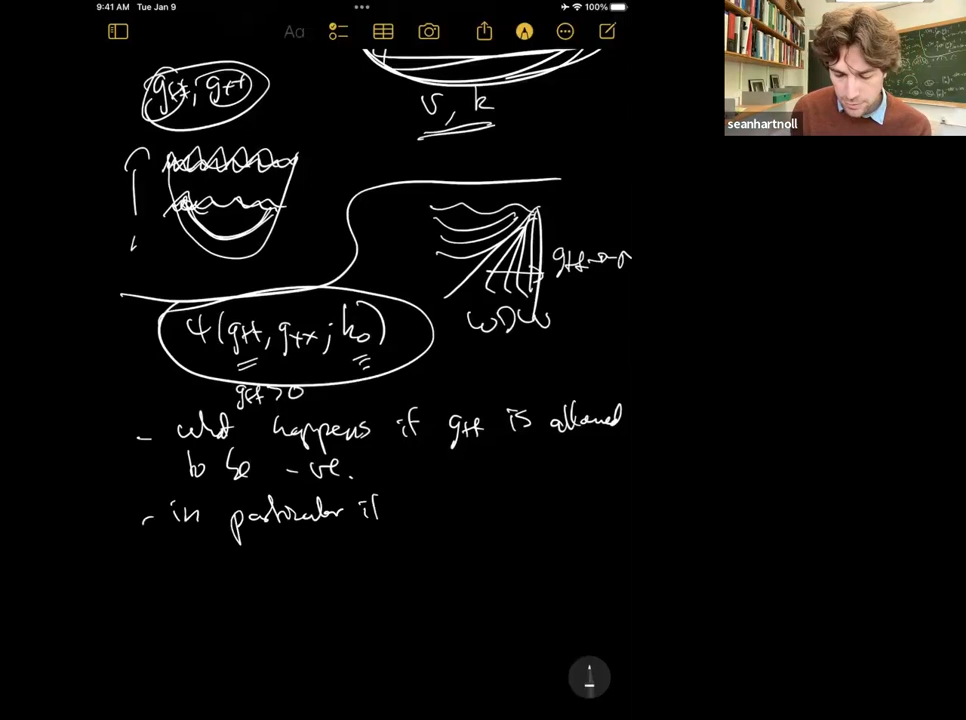 9:41 AM Tue Jan 9
100%
Aa
seanhartnoll
gtt; gtt
v, k
gtt→
WDW
ψ(gtt, gxx; k₀)
gtt>0
- what happens if gtt is allowed
to be -ve.
- in particular if